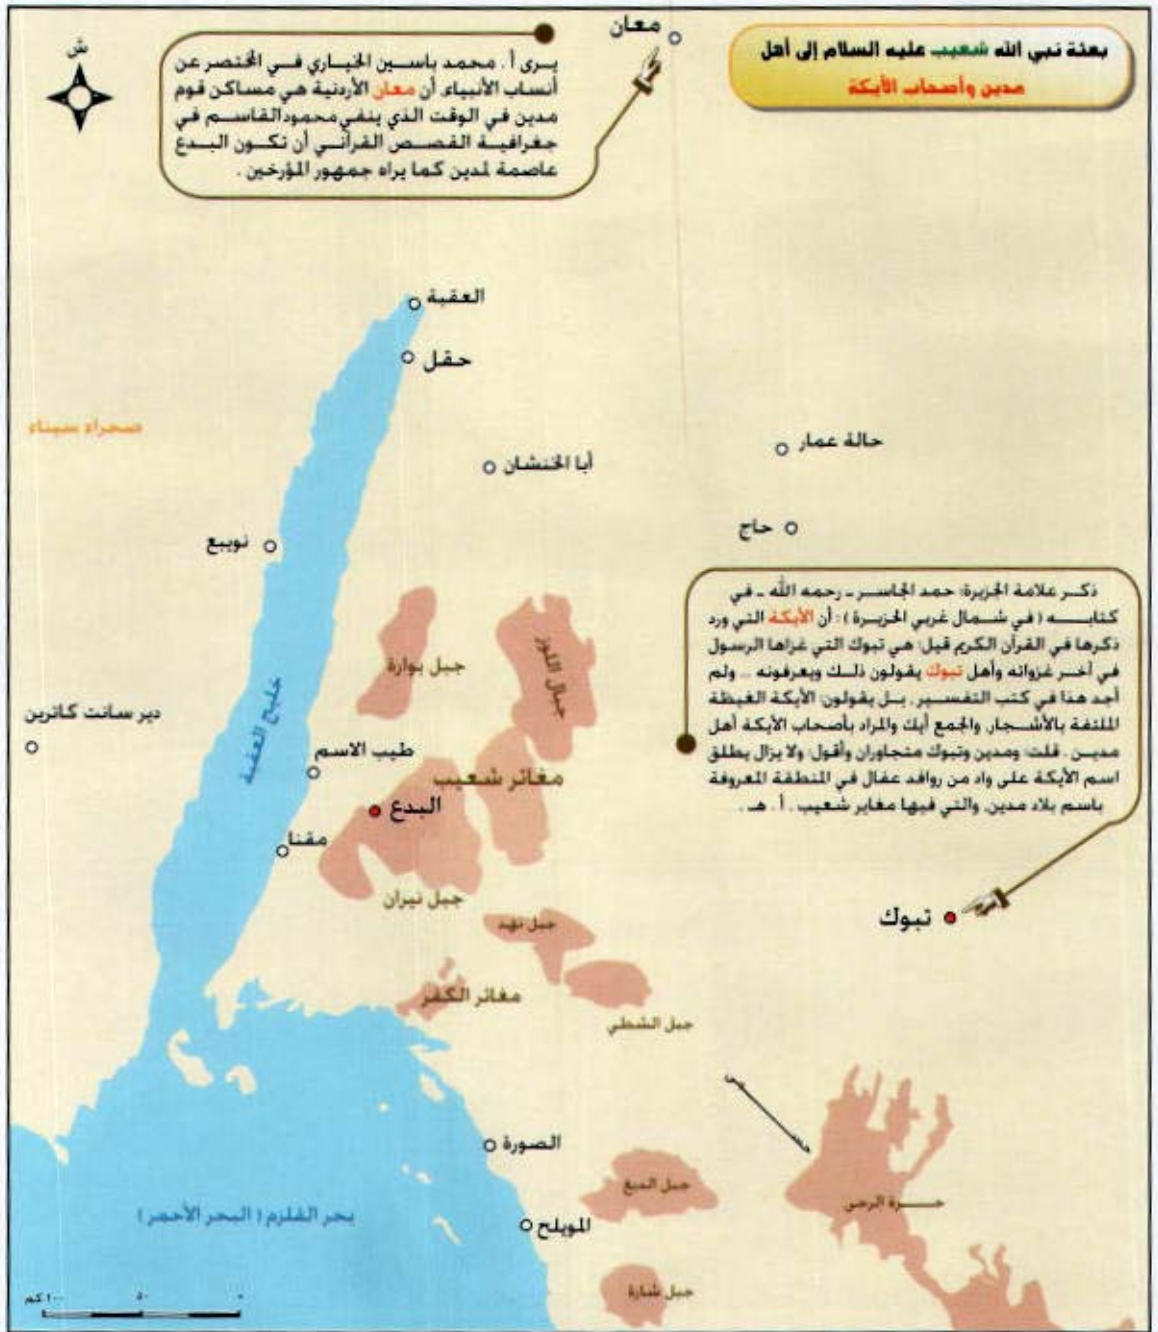 بعثة نبي الله شعيب عليه السلام إلى أهل
مدين وأصحاب الأيكة
معان
ش
يرى أ. محمد ياسين الخياري في المختصر عن
أنساب الأنبياء أن معان الأردنية هي مساكن قوم
مدين في الوقت الذي ينفي محمود القاسم في
جغرافية القصص القرآني أن تكون البدع
عاصمة لمدين كما يراه جمهور المؤرخين .
العقبة
حقل
صحراء سيناء
حالة عمار
أبا الخنشان
حاج
نويبع
ذكر علامة الجزيرة: حمد الجاسر ـ رحمه الله ـ في
كتابه ( في شمال غربي الجزيرة ) : أن الأيكة التي ورد
ذكرها في القرآن الكريم قيل: هي تبوك التي غزاها الرسول
في آخر غزواته وأهل تبوك يقولون ذلك ويعرفونه .. ولم
أجد هذا في كتب التفسير . بل يقولون: الأيكة الغيظة
الملتفة بالأشجار. والجمع أيك والمراد بأصحاب الأيكة أهل
مدين . قلت: ومدين وتبوك متجاوران وأقول: ولا يزال يطلق
اسم الأيكة على واد من روافد عفال في المنطقة المعروفة
باسم بلاد مدين. والتي فيها مغاير شعيب . أ . هـ .
جبال اللوز
جبل بوارة
خليج العقبة
دير سانت كاترين
طيب الاسم
مغائر شعيب
البدع
مقنا
جبل نيران
جبل نهد
تبوك
مغائر الكفر
جبل الشطي
حسمى
الصورة
جبل الدبغ
حرة الرحى
بحر القلزم ( البحر الأحمر )
المويلح
جبل شارة
٠ ٥٠ ١٠٠ كم